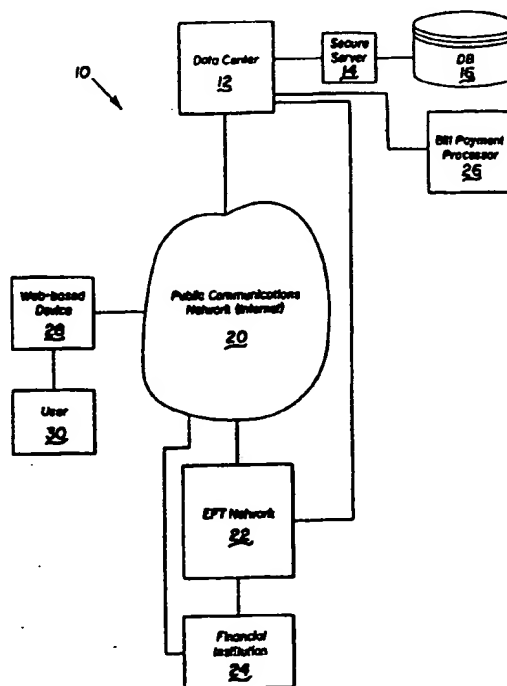 10
Data Center
12
Secure
Server
14
DB
16
Bill Payment
Processor
26
Public Communications
Network (Internet)
20
Web-based
Device
28
User
30
EFT Network
22
Financial
Institution
24